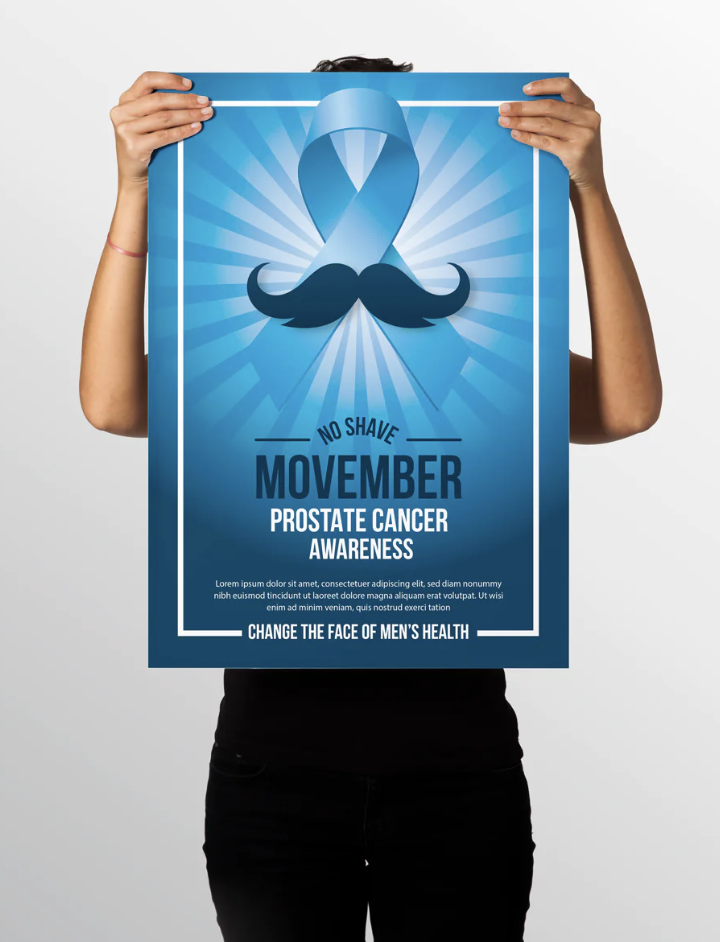 NO SHAVE
MOVEMBER
PROSTATE CANCER
AWARENESS
Lorem ipsum dolor sit amet, consectetuer adipiscing elit, sed diam nonummy
nibh euismod tincidunt ut laoreet dolore magna aliquam erat volutpat. Ut wisi
enim ad minim veniam, quis nostrud exerci tation
CHANGE THE FACE OF MEN'S HEALTH